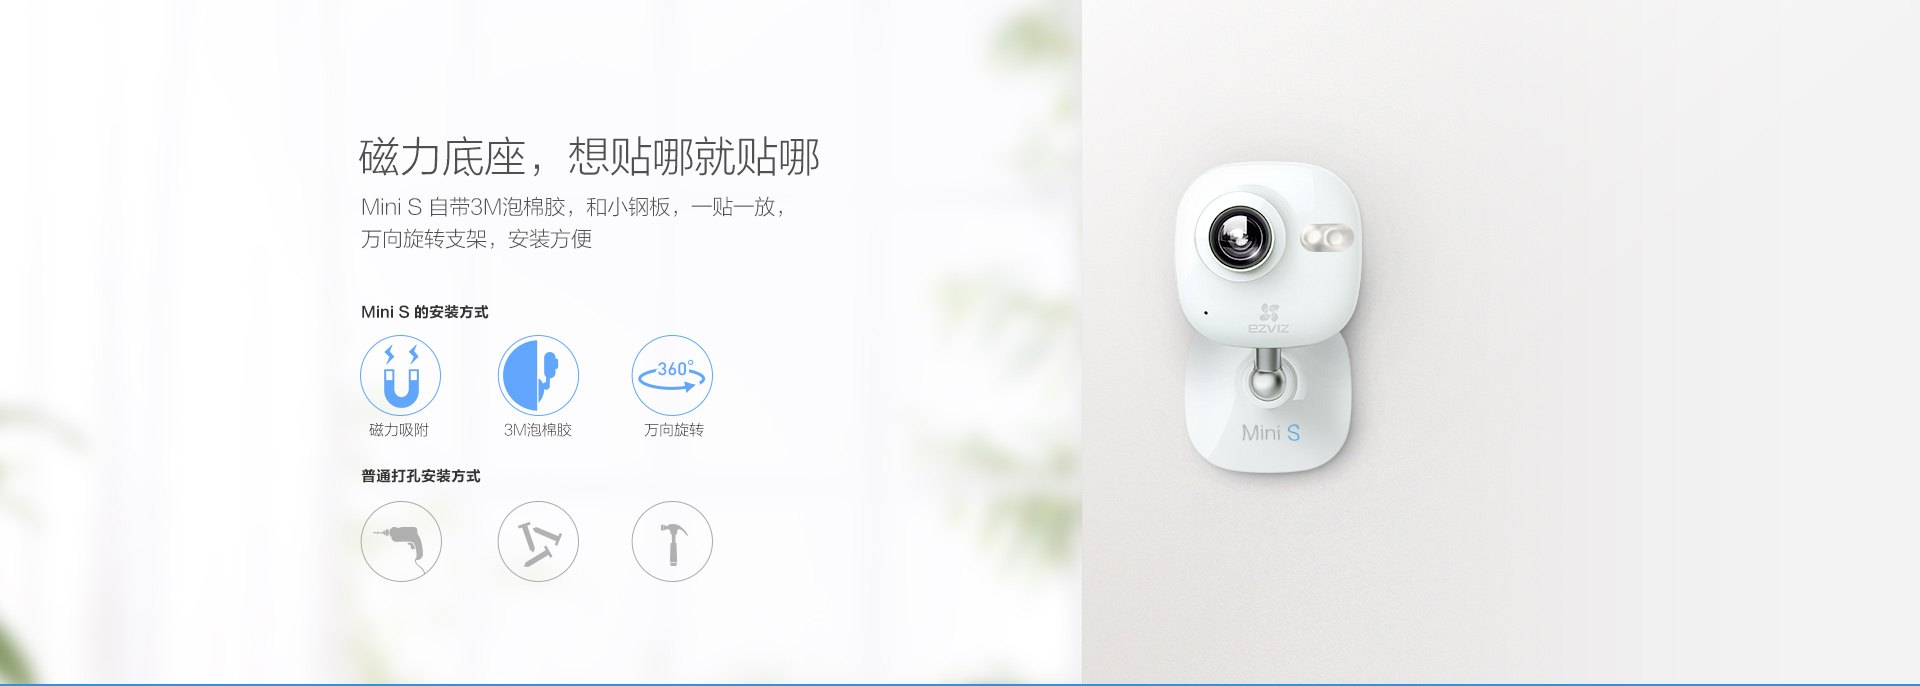 磁力底座，想贴哪就贴哪
Mini S 自带3M泡棉胶，和小钢板，一贴一放，
万向旋转支架，安装方便
Mini S 的安装方式
360°
磁力吸附
3M泡棉胶
万向旋转
普通打孔安装方式
ezviz
Mini S